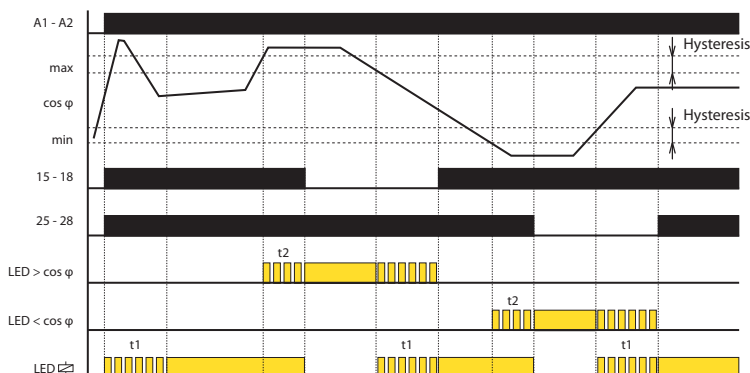 A1 - A2
Hysteresis
max
cos φ
Hysteresis
min
15 - 18
25 - 28
t2
LED > cos φ
t2
LED < cos φ
t1
t1
t1
LED